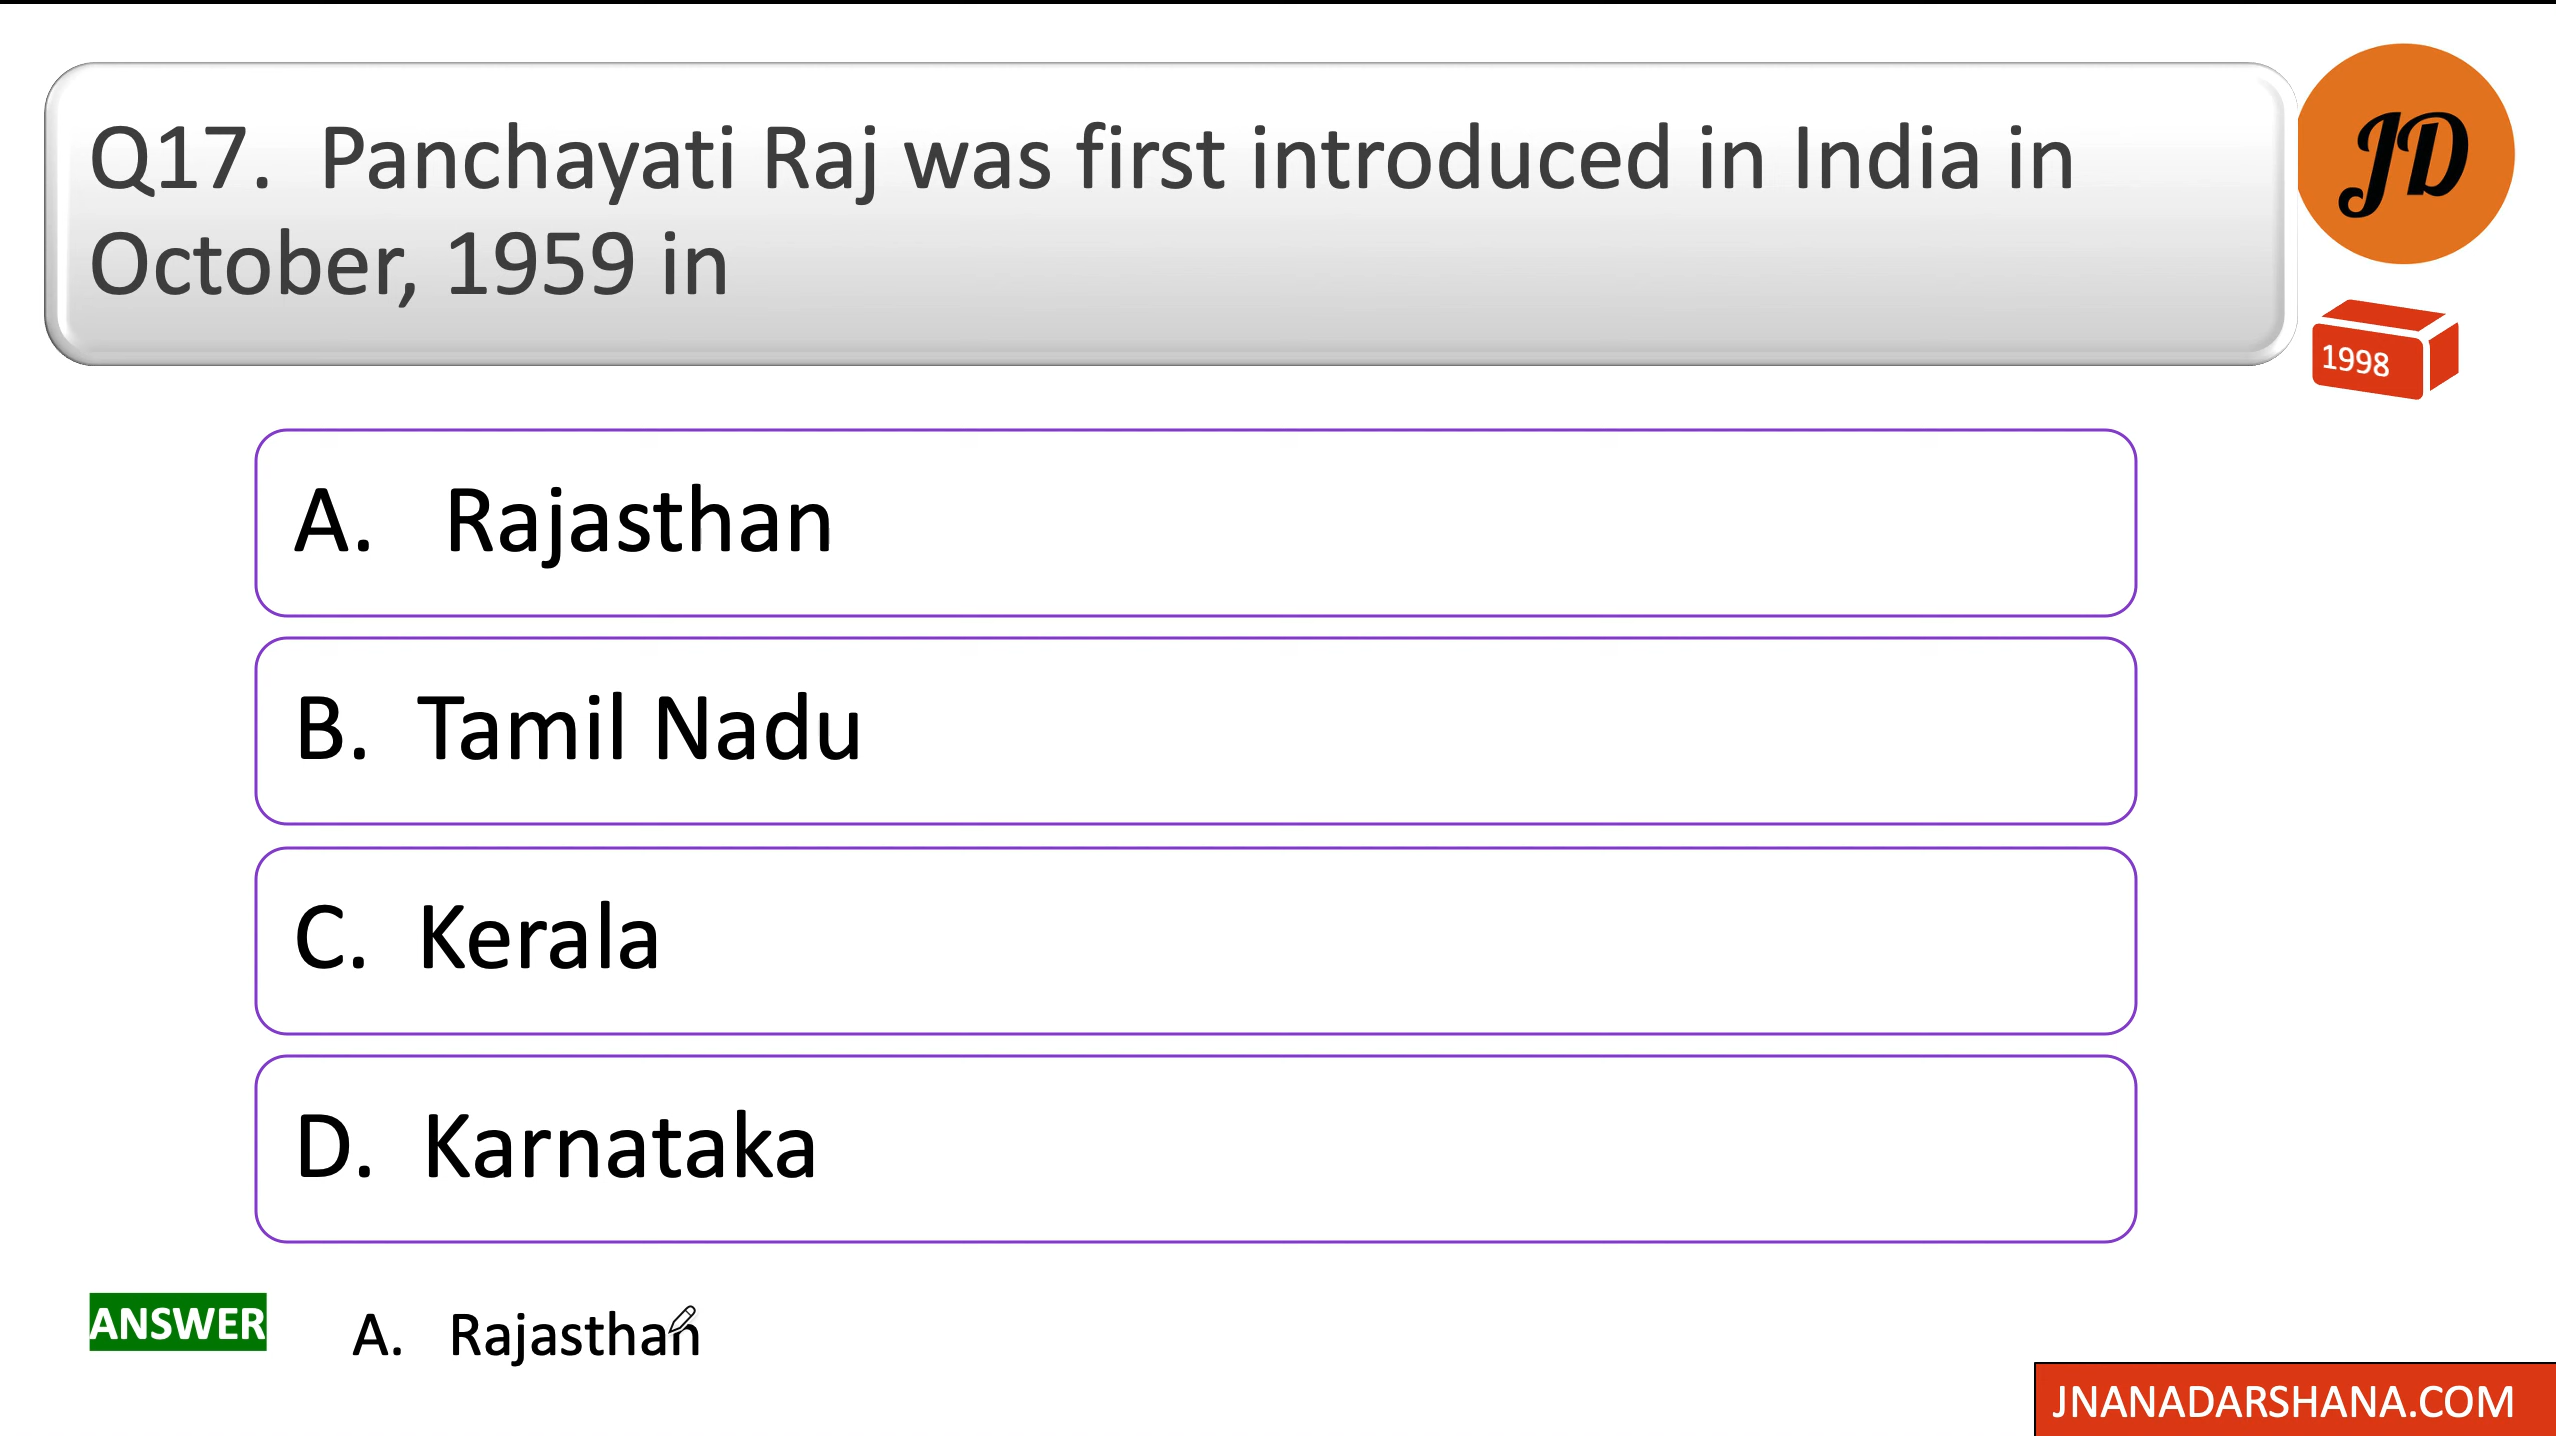 Q17. Panchayati Raj was first introduced in India in
October, 1959 in
JD
1998
A. Rajasthan
B. Tamil Nadu
C. Kerala
D. Karnataka
ANSWER A. Rajasthan
JNANADARSHANA.COM